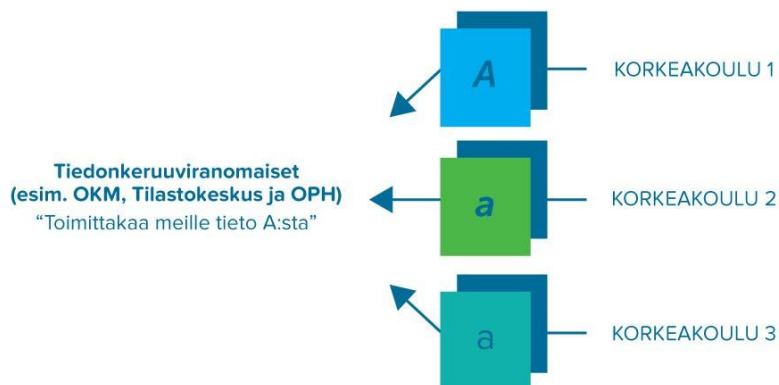 A
KORKEAKOULU 1
Tiedonkeruuviranomaiset
(esim. OKM, Tilastokeskus ja OPH)
“Toimittakaa meille tieto A:sta”
a
KORKEAKOULU 2
a
KORKEAKOULU 3